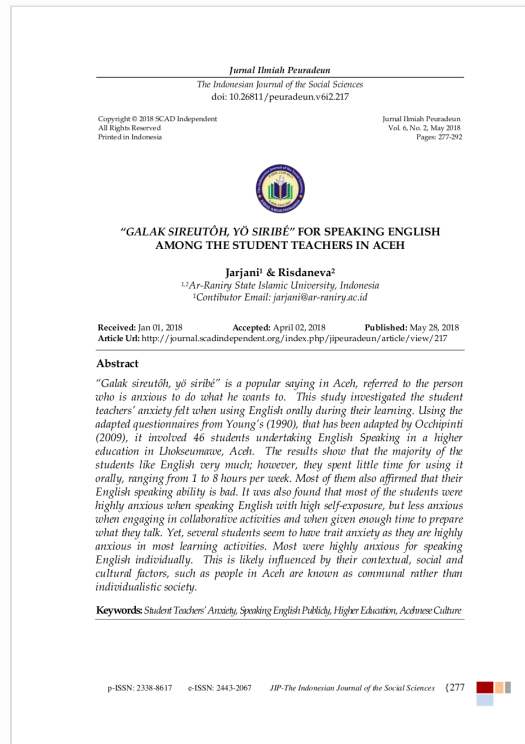 Jurnal Ilmiah Peuradeun
The Indonesian Journal of the Social Sciences
doi: 10.26811/peuradeun.v6i2.217
Copyright © 2018 SCAD Independent
All Rights Reserved
Printed in Indonesia
Jurnal Ilmiah Peuradeun
Vol. 6, No. 2, May 2018
Pages: 277-292
“GALAK SIREUTÔH, YÖ SIRIBÉ” FOR SPEAKING ENGLISH
AMONG THE STUDENT TEACHERS IN ACEH
Jarjani¹ & Risdaneva²
¹,²Ar-Raniry State Islamic University, Indonesia
¹Contibutor Email: jarjani@ar-raniry.ac.id
Received: Jan 01, 2018 Accepted: April 02, 2018 Published: May 28, 2018
Article Url: http://journal.scadindependent.org/index.php/jipeuradeun/article/view/217
Abstract
“Galak sireutôh, yö siribé” is a popular saying in Aceh, referred to the person
who is anxious to do what he wants to. This study investigated the student
teachers’ anxiety felt when using English orally during their learning. Using the
adapted questionnaires from Young’s (1990), that has been adapted by Occhipinti
(2009), it involved 46 students undertaking English Speaking in a higher
education in Lhokseumawe, Aceh. The results show that the majority of the
students like English very much; however, they spent little time for using it
orally, ranging from 1 to 8 hours per week. Most of them also affirmed that their
English speaking ability is bad. It was also found that most of the students were
highly anxious when speaking English with high self-exposure, but less anxious
when engaging in collaborative activities and when given enough time to prepare
what they talk. Yet, several students seem to have trait anxiety as they are highly
anxious in most learning activities. Most were highly anxious for speaking
English individually. This is likely influenced by their contextual, social and
cultural factors, such as people in Aceh are known as communal rather than
individualistic society.
Keywords: Student Teachers’ Anxiety, Speaking English Publicly, Higher Education, Acehnese Culture
p-ISSN: 2338-8617 e-ISSN: 2443-2067 JIP-The Indonesian Journal of the Social Sciences {277